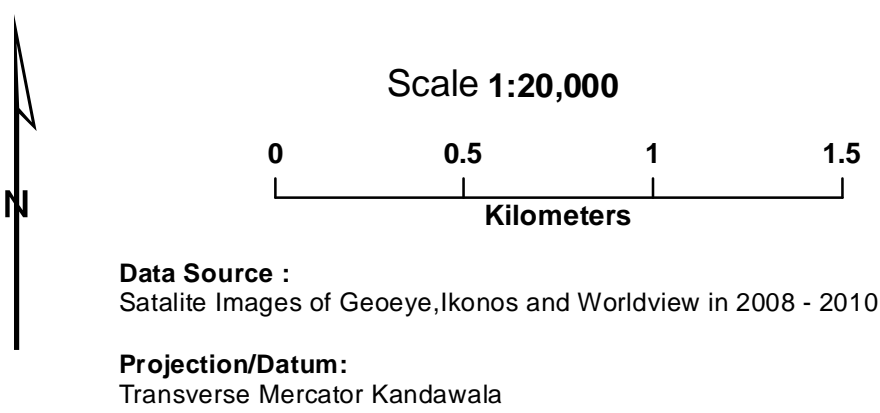 Scale 1:20,000
0 0.5 1 1.5
N
Kilometers
Data Source :
Satalite Images of Geoeye,Ikonos and Worldview in 2008 - 2010
Projection/Datum:
Transverse Mercator Kandawala